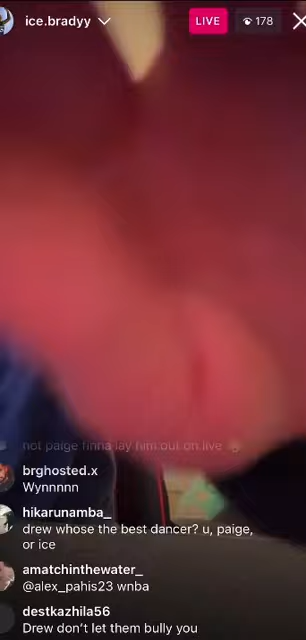 ice.bradyy
LIVE
178
not paige finna lay him out on live
brghosted.x
Wynnnnn
hikarunamba_
drew whose the best dancer? u, paige,
or ice
amatchinthewater_
@alex_pahis23 wnba
destkazhila56
Drew don't let them bully you